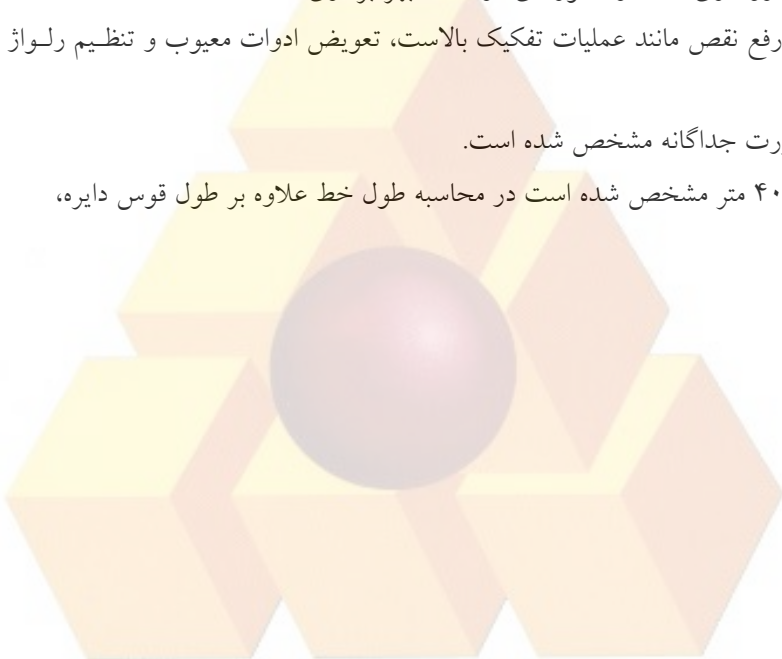 رفع نقص مانند عملیات تفکیک بالاست، تعویض ادوات معیوب و تنظیم رلواژ
رت جداگانه مشخص شده است.
۴۰ متر مشخص شده است در محاسبه طول خط علاوه بر طول قوس دایره،